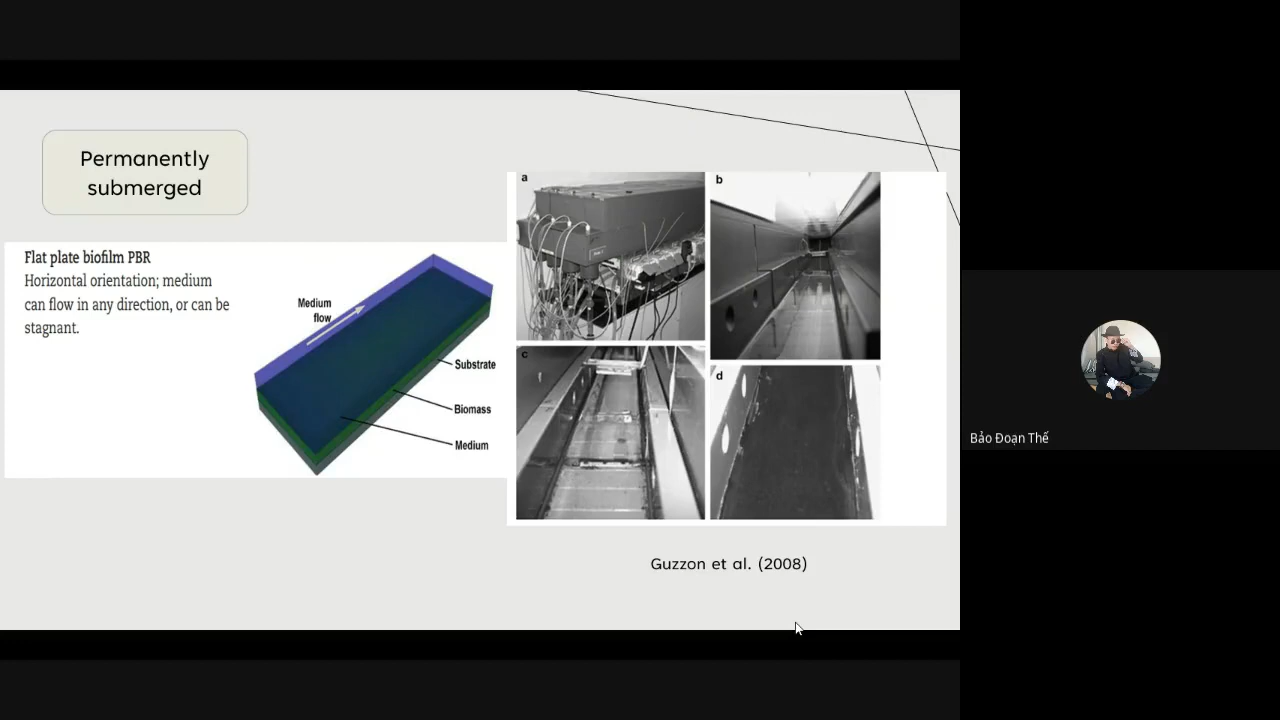 Permanently
submerged
Flat plate biofilm PBR
Horizontal orientation; medium
can flow in any direction, or can be
stagnant.
Medium
flow
Substrate
Biomass
Medium
a
b
c
d
Guzzon et al. (2008)
Bảo Đoạn Thế